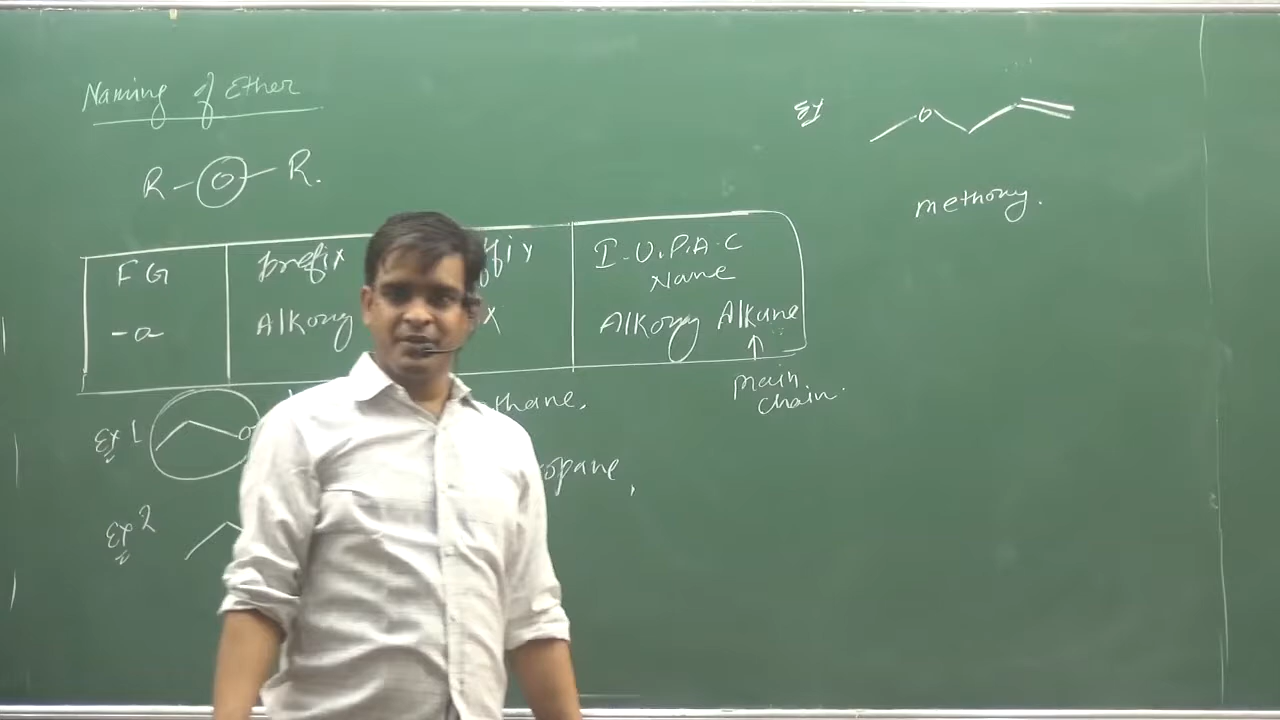 Naming of Ether
R-O-R.
FG
Prefix
I.U.P.A.C
Name
-O-
Alkoxy
X
Alkoxy Alkane
↑
main
chain.
Ex 1
O
thane.
opane,
Ex 2
Ex
O
methoxy.